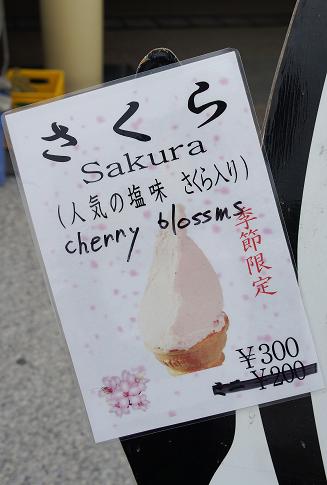 さくら
Sakura
(人気の塩味 さくら入り)
cherry blossms
季節限定
¥300
¥200